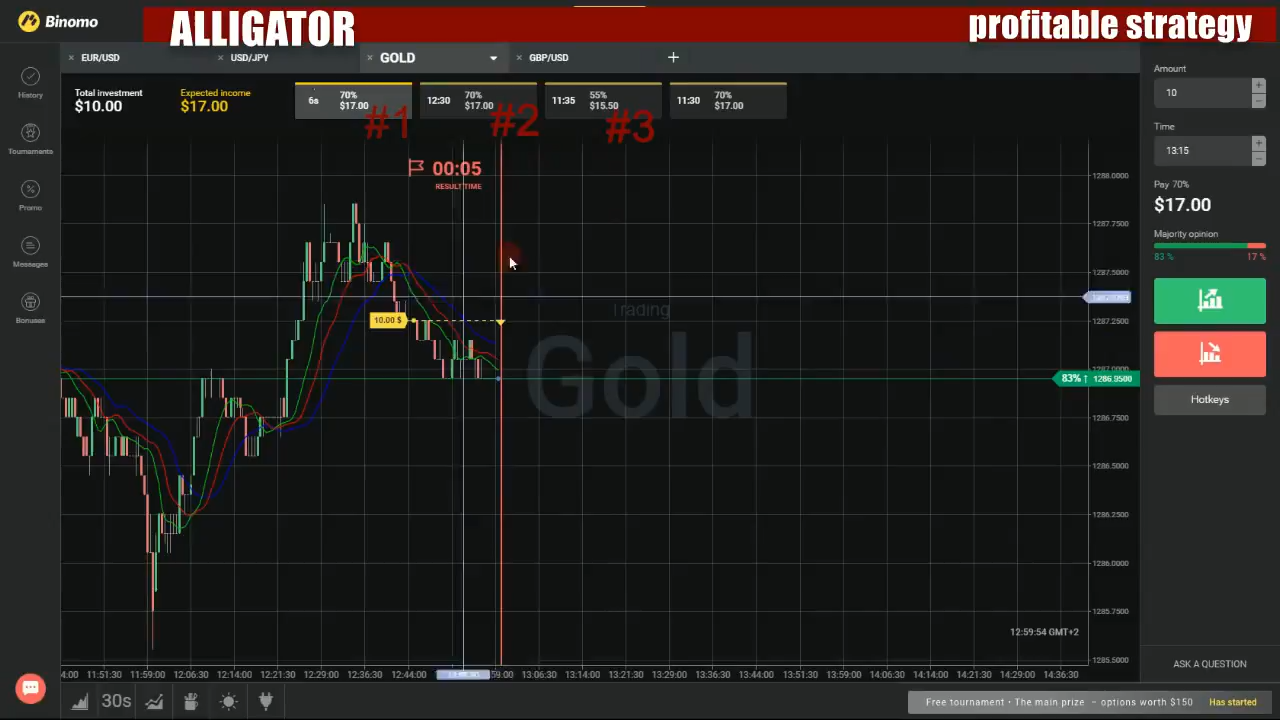 Binomo
ALLIGATOR
profitable strategy
× EUR/USD
× USD/JPY
× GOLD
× GBP/USD
+
Total investment
$10.00
Expected income
$17.00
6s 70% $17.00
12:30 70% $17.00
11:35 55% $15.50
11:30 70% $17.00
#1
#2
#3
History
Tournaments
Promo
Messages
Bonuses
00:05
RESULT TIME
10.00 $
Trading
Gold
1288.0000
1287.7500
1287.5000
1287.2500
83% ↑ 1286.9500
1286.7500
1286.5000
1286.2500
1286.0000
1285.7500
1285.5000
12:59:54 GMT+2
11:51:30
11:59:00
12:06:30
12:14:00
12:21:30
12:29:00
12:36:30
12:44:00
13:06:30
13:14:00
13:21:30
13:29:00
13:36:30
13:44:00
13:51:30
13:59:00
14:06:30
14:14:00
14:21:30
14:29:00
14:36:30
30s
Amount
10
+
−
Time
13:15
+
−
Pay 70%
$17.00
Majority opinion
83 %
17 %
Hotkeys
ASK A QUESTION
Free tournament · The main prize – options worth $150 Has started